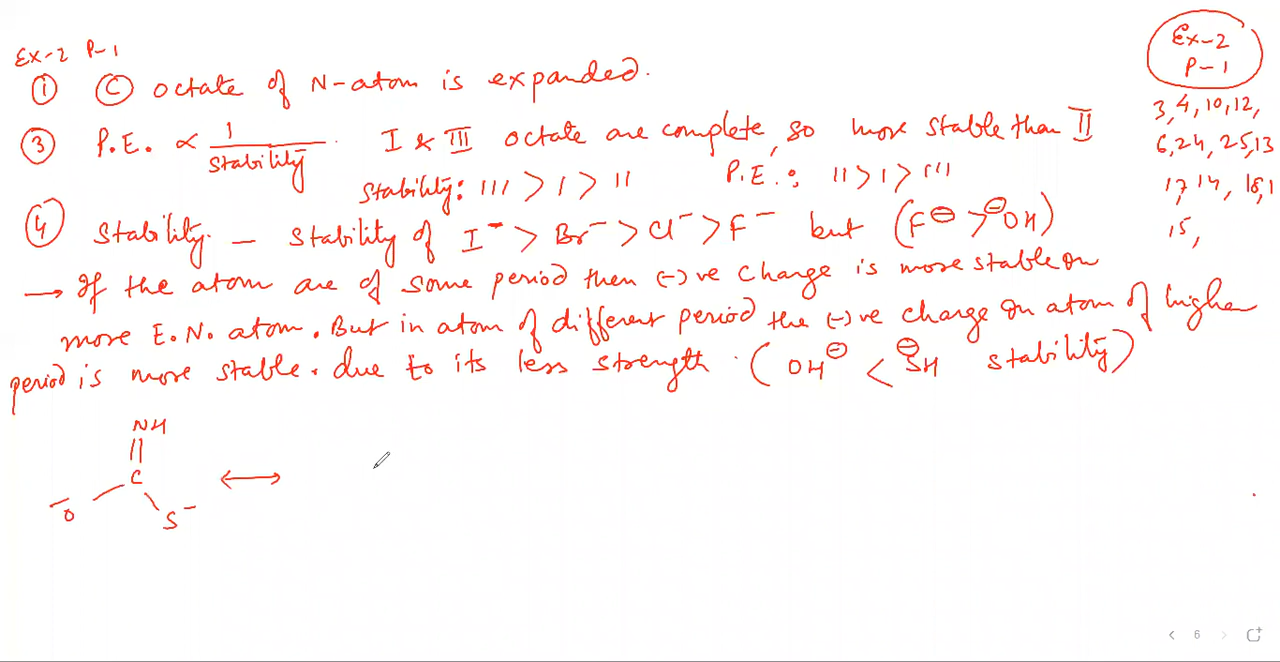 Ex-2 P-1
① Ⓒ octate of N-atom is expanded.
③ P.E. ∝ 1/Stability. I & III octate are complete, so more stable than II
Stability: III > I > II P.E.: II > I > III
④ Stability. – Stability of I⁻ > Br⁻ > Cl⁻ > F⁻ but (F⊖ > ⊖OH)
→ If the atom are of some period then (-)ve charge is more stable on
more E.N. atom. But in atom of different period the (-)ve charge on atom of higher
period is more stable. due to its less strength. (OH⊖ < ⊖SH stability)
NH
||
C ⟷
⁻O S⁻
Ex-2
P-1
3, 4, 10, 12,
6, 24, 25, 13
17, 14, 18, 1
15,
< 6 >